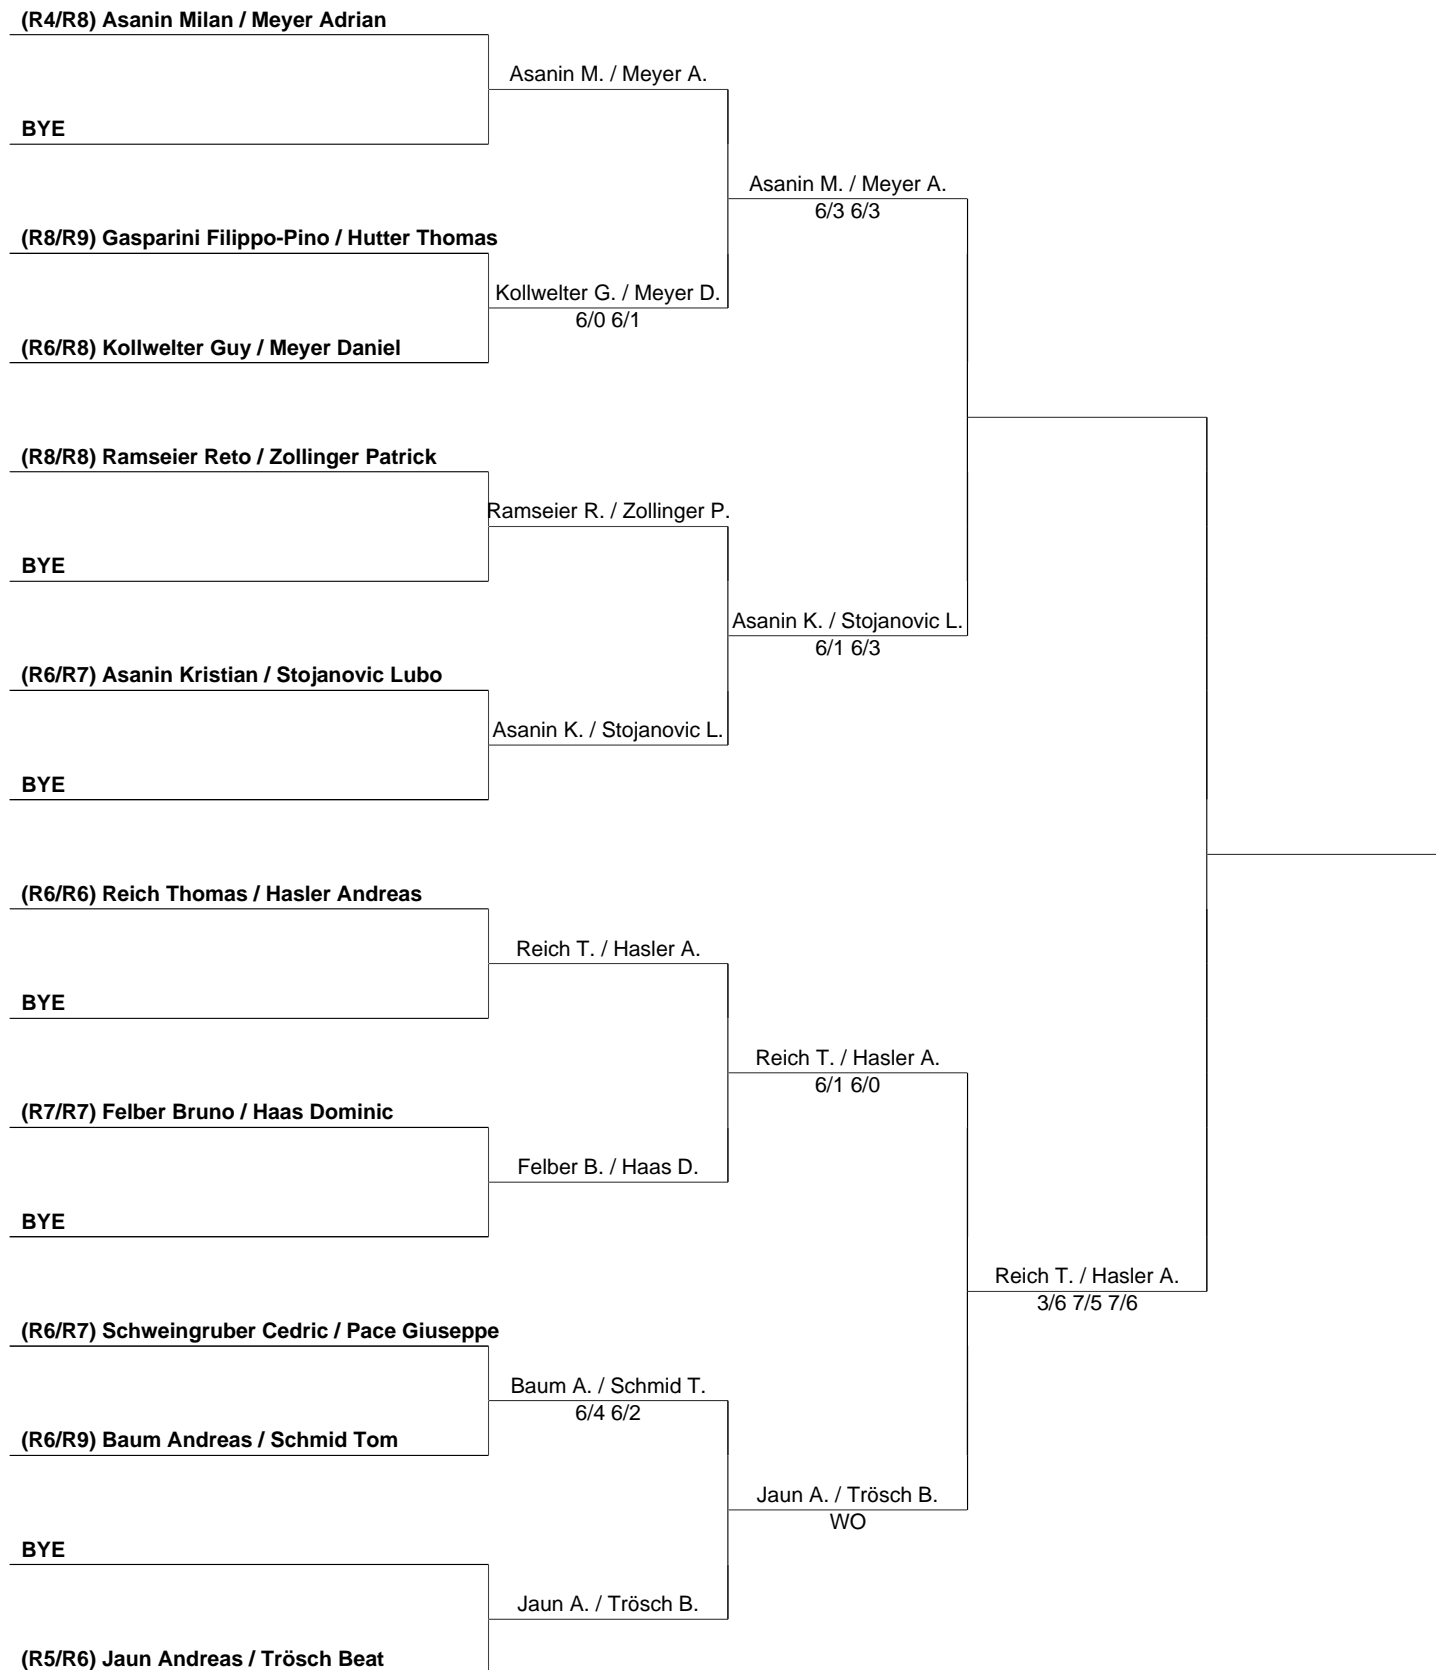 (R4/R8) Asanin Milan / Meyer Adrian
Asanin M. / Meyer A.
BYE
Asanin M. / Meyer A.
6/3 6/3
(R8/R9) Gasparini Filippo-Pino / Hutter Thomas
Kollwelter G. / Meyer D.
6/0 6/1
(R6/R8) Kollwelter Guy / Meyer Daniel
(R8/R8) Ramseier Reto / Zollinger Patrick
Ramseier R. / Zollinger P.
BYE
Asanin K. / Stojanovic L.
6/1 6/3
(R6/R7) Asanin Kristian / Stojanovic Lubo
Asanin K. / Stojanovic L.
BYE
(R6/R6) Reich Thomas / Hasler Andreas
Reich T. / Hasler A.
BYE
Reich T. / Hasler A.
6/1 6/0
(R7/R7) Felber Bruno / Haas Dominic
Felber B. / Haas D.
BYE
Reich T. / Hasler A.
3/6 7/5 7/6
(R6/R7) Schweingruber Cedric / Pace Giuseppe
Baum A. / Schmid T.
6/4 6/2
(R6/R9) Baum Andreas / Schmid Tom
Jaun A. / Trösch B.
WO
BYE
Jaun A. / Trösch B.
(R5/R6) Jaun Andreas / Trösch Beat